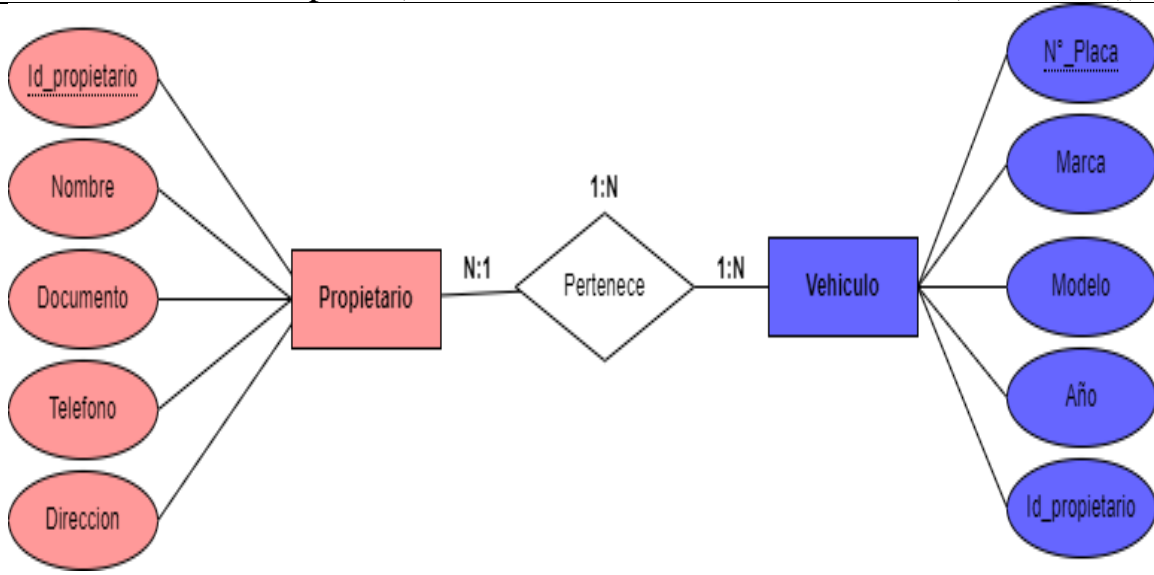 Id_propietario
Nombre
Documento
Telefono
Direccion
Propietario
N:1
1:N
Pertenece
1:N
Vehiculo
N°_Placa
Marca
Modelo
Año
Id_propietario